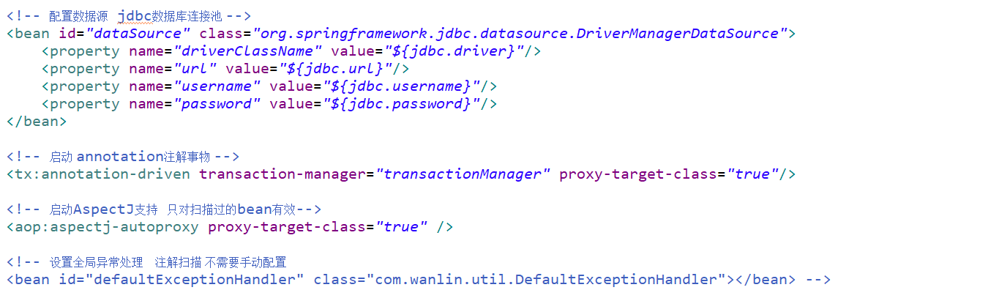 <!-- 配置数据源  jdbc数据库连接池 -->
<bean id="dataSource" class="org.springframework.jdbc.datasource.DriverManagerDataSource">
    <property name="driverClassName" value="${jdbc.driver}"/>
    <property name="url" value="${jdbc.url}"/>
    <property name="username" value="${jdbc.username}"/>
    <property name="password" value="${jdbc.password}"/>
</bean>

<!-- 启动 annotation注解事物 -->
<tx:annotation-driven transaction-manager="transactionManager" proxy-target-class="true"/>

<!-- 启动AspectJ支持  只对扫描过的bean有效-->
<aop:aspectj-autoproxy proxy-target-class="true" />

<!-- 设置全局异常处理  注解扫描 不需要手动配置
<bean id="defaultExceptionHandler" class="com.wanlin.util.DefaultExceptionHandler"></bean> -->